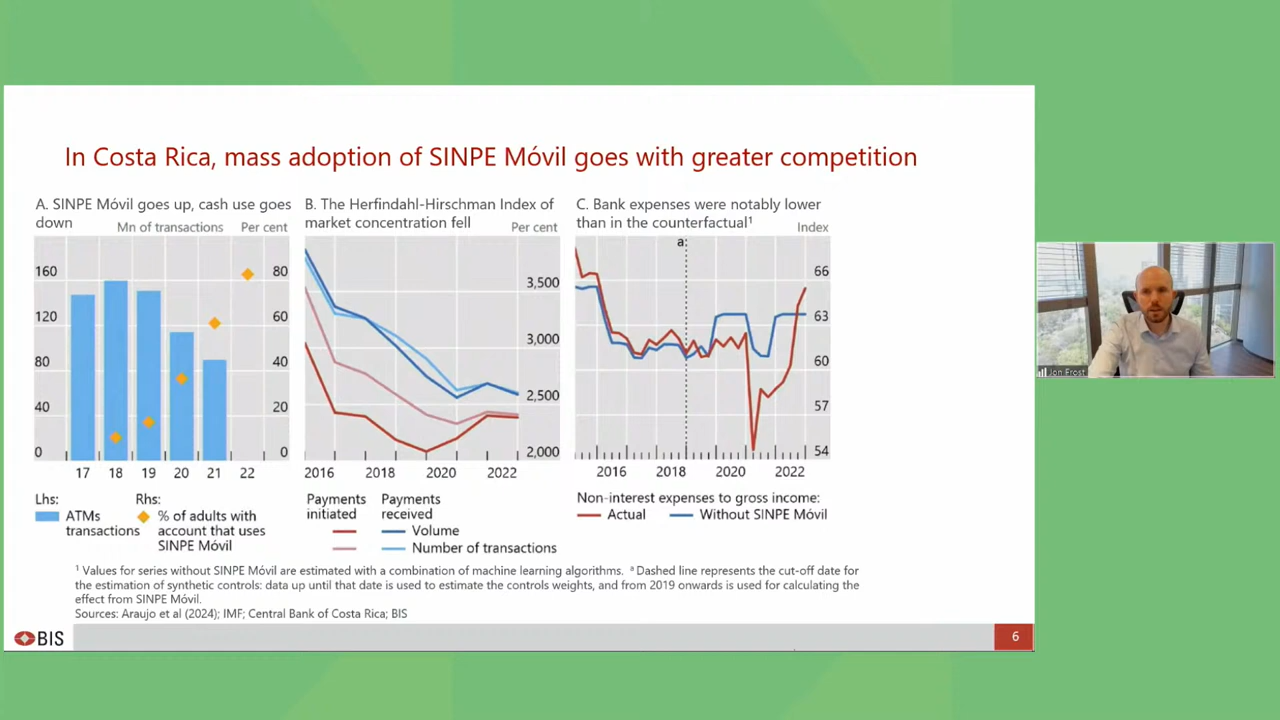 In Costa Rica, mass adoption of SINPE Móvil goes with greater competition
A. SINPE Móvil goes up, cash use goes
down
Mn of transactions
Per cent
160
120
80
40
0
80
60
40
20
0
17 18 19 20 21 22
Lhs:
ATMs
transactions
Rhs:
% of adults with
account that uses
SINPE Móvil
B. The Herfindahl-Hirschman Index of
market concentration fell
Per cent
3,500
3,000
2,500
2,000
2016 2018 2020 2022
Payments
initiated
Payments
received
Volume
Number of transactions
C. Bank expenses were notably lower
than in the counterfactual¹
Index
a
66
63
60
57
54
2016 2018 2020 2022
Non-interest expenses to gross income:
Actual
Without SINPE Móvil
¹ Values for series without SINPE Móvil are estimated with a combination of machine learning algorithms. ᵃ Dashed line represents the cut-off date for
the estimation of synthetic controls: data up until that date is used to estimate the controls weights, and from 2019 onwards is used for calculating the
effect from SINPE Móvil.
Sources: Araujo et al (2024); IMF; Central Bank of Costa Rica; BIS
BIS
6
Jon Frost